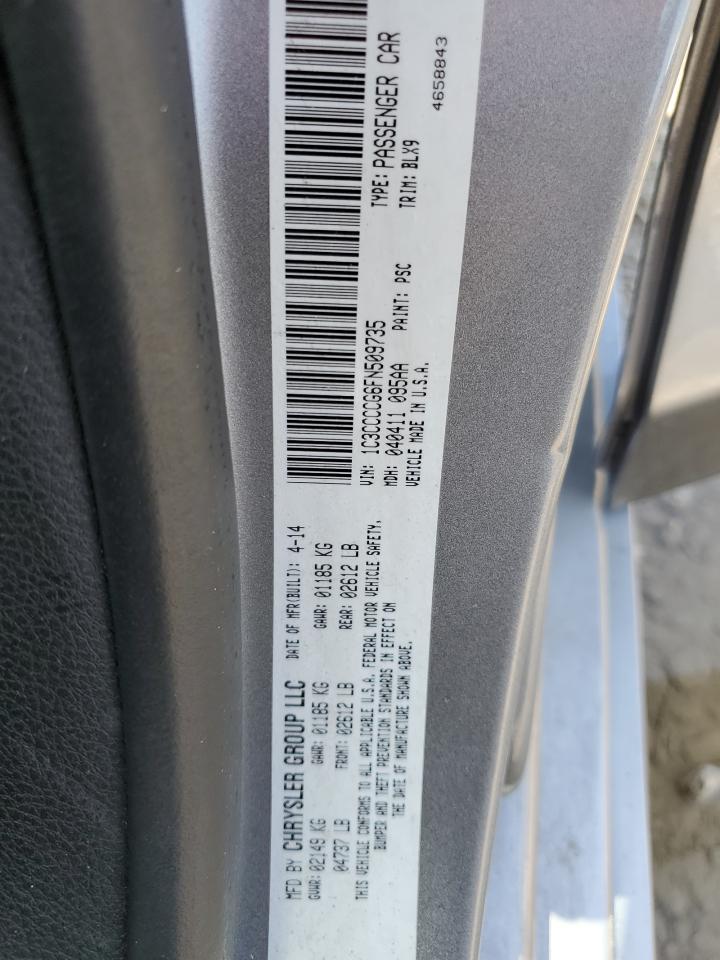 MFD BY CHRYSLER GROUP LLC DATE OF MFR(BUILT): 4-14
GVWR: 02149 KG GAWR: 01185 KG GAWR: 01185 KG
04737 LB FRONT: 02612 LB REAR: 02612 LB
THIS VEHICLE CONFORMS TO ALL APPLICABLE U.S.A. FEDERAL MOTOR VEHICLE SAFETY,
BUMPER AND THEFT PREVENTION STANDARDS IN EFFECT ON
THE DATE OF MANUFACTURE SHOWN ABOVE.
VIN: 1C3CCCCG6FN509735 TYPE: PASSENGER CAR
MDH: 040411 095AA PAINT: PSC TRIM: BLX9
VEHICLE MADE IN U.S.A.
4658843